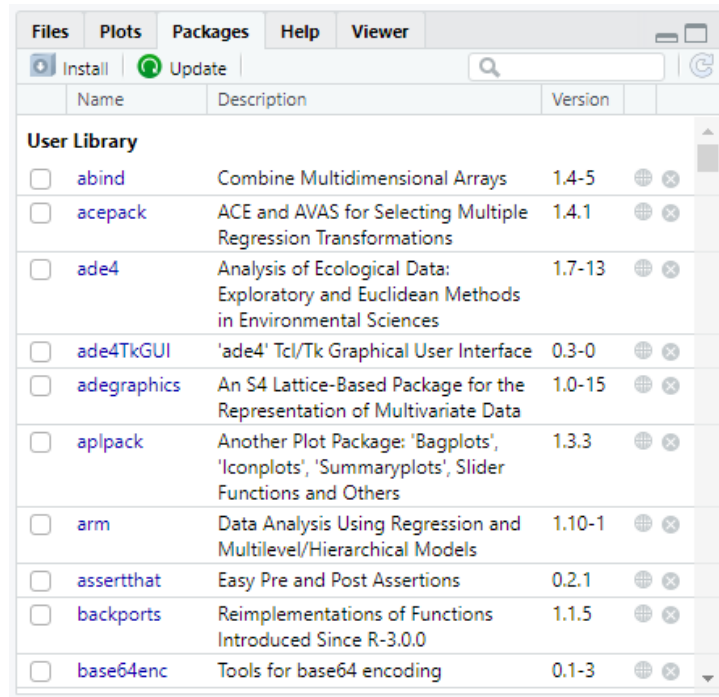 Files Plots Packages Help Viewer
Install Update
Name Description Version
User Library
abind Combine Multidimensional Arrays 1.4-5
acepack ACE and AVAS for Selecting Multiple 1.4.1
Regression Transformations
ade4 Analysis of Ecological Data: 1.7-13
Exploratory and Euclidean Methods
in Environmental Sciences
ade4TkGUI 'ade4' Tcl/Tk Graphical User Interface 0.3-0
adegraphics An S4 Lattice-Based Package for the 1.0-15
Representation of Multivariate Data
aplpack Another Plot Package: 'Bagplots', 1.3.3
'Iconplots', 'Summaryplots', Slider
Functions and Others
arm Data Analysis Using Regression and 1.10-1
Multilevel/Hierarchical Models
assertthat Easy Pre and Post Assertions 0.2.1
backports Reimplementations of Functions 1.1.5
Introduced Since R-3.0.0
base64enc Tools for base64 encoding 0.1-3